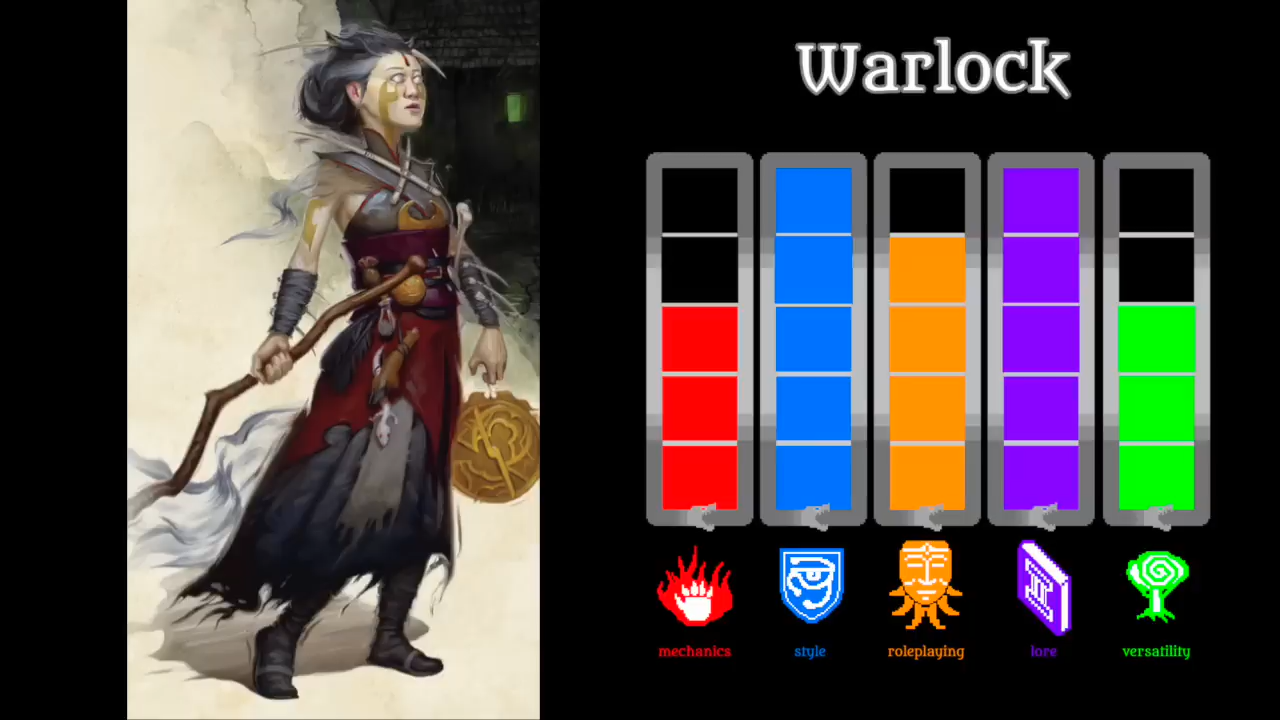 Warlock
mechanics
style
roleplaying
lore
versatility